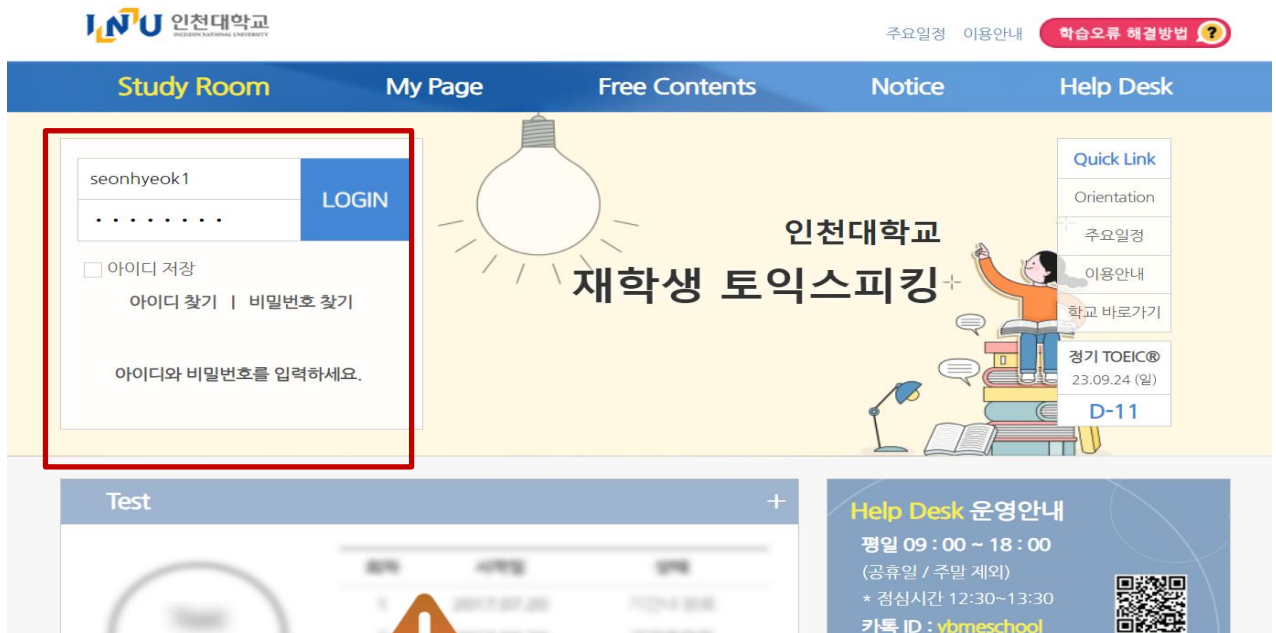 INU 인천대학교
INCHEON NATIONAL UNIVERSITY
주요일정 이용안내 학습오류 해결방법 ?
Study Room My Page Free Contents Notice Help Desk
seonhyeok1
LOGIN
아이디 저장
아이디 찾기 | 비밀번호 찾기
아이디와 비밀번호를 입력하세요.
인천대학교
재학생 토익스피킹
Quick Link
Orientation
주요일정
이용안내
학교 바로가기
정기 TOEIC®
23.09.24 (일)
D-11
Test +
Help Desk 운영안내
평일 09 : 00 ~ 18 : 00
(공휴일 / 주말 제외)
* 점심시간 12:30~13:30
카톡 ID : ybmeschool